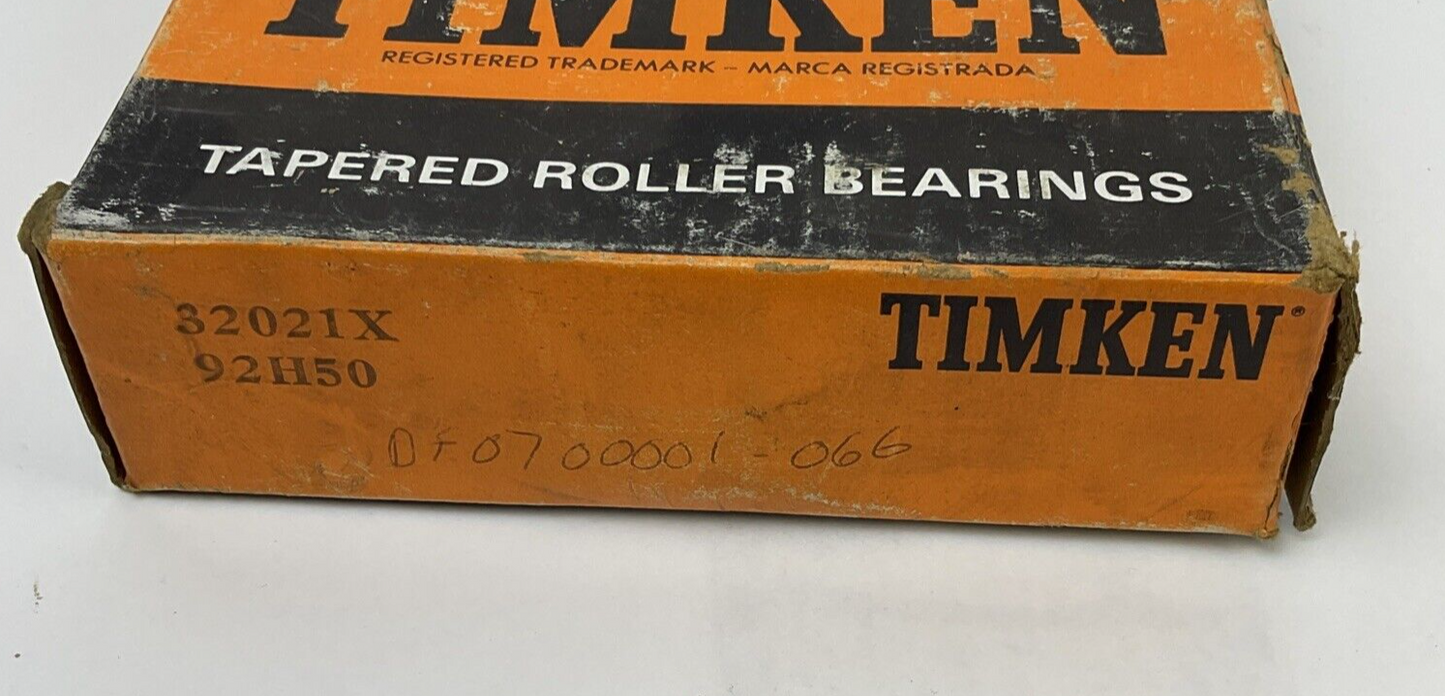 TIMKEN
REGISTERED TRADEMARK – MARCA REGISTRADA
TAPERED ROLLER BEARINGS
32021X
92H50
TIMKEN®
DF0700001-066